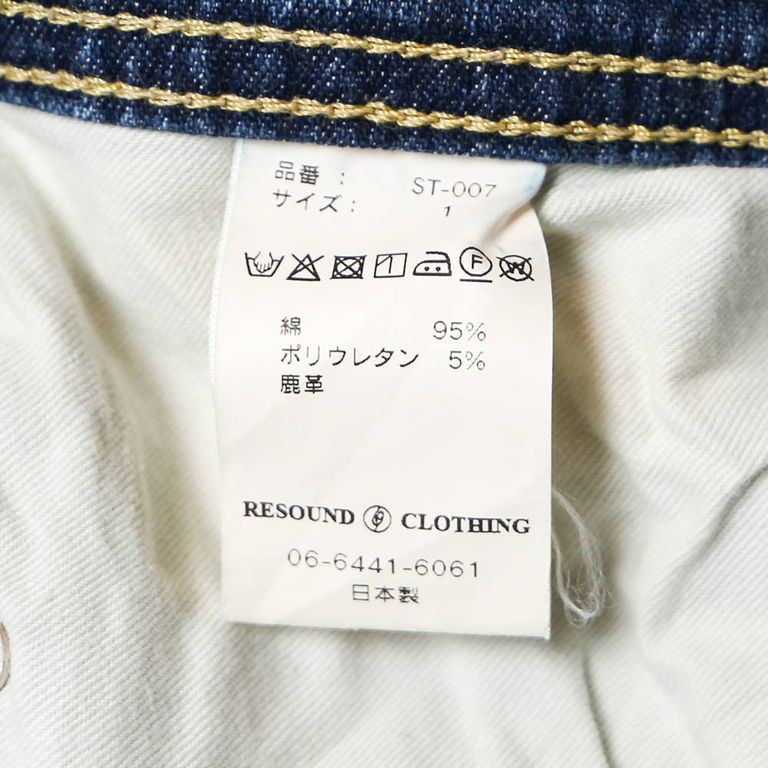 品番 : ST-007
サイズ : 1
綿 95%
ポリウレタン 5%
鹿革
RESOUND CLOTHING
06-6441-6061
日本製